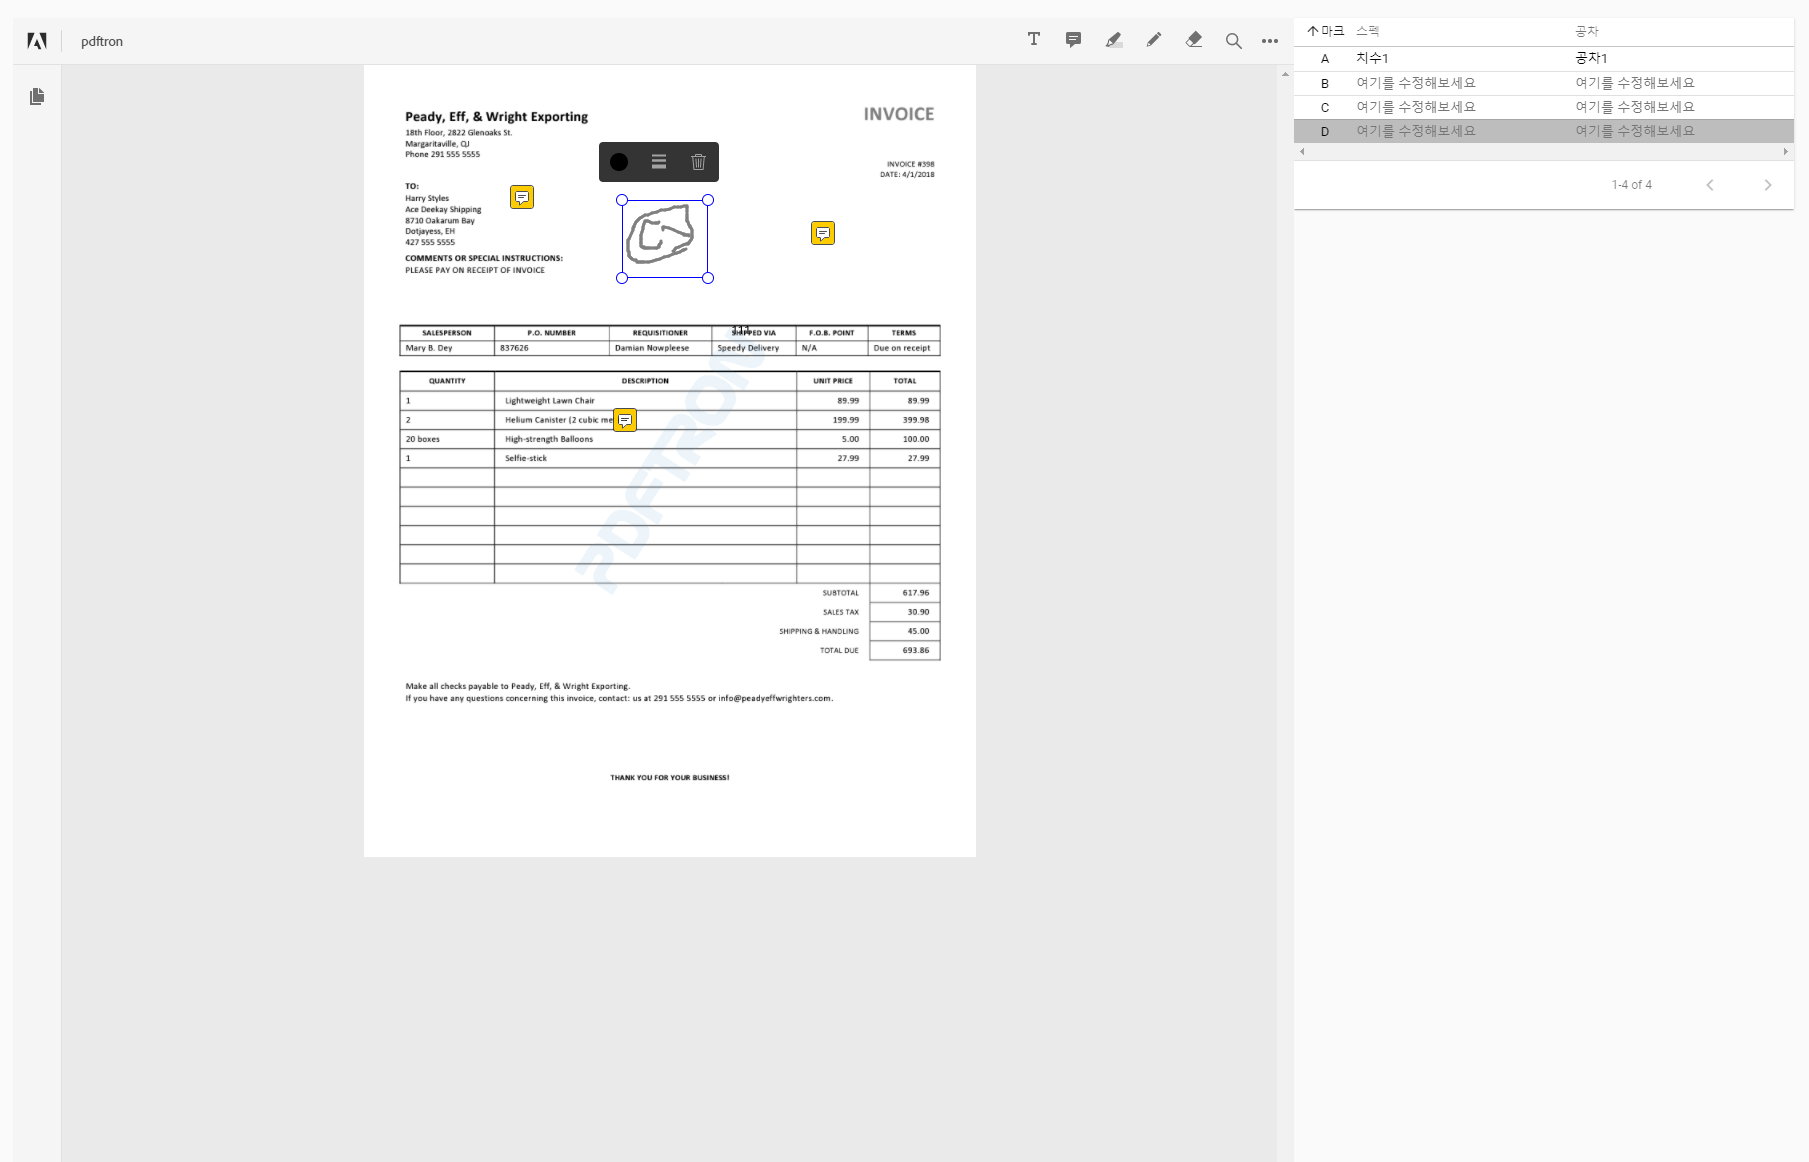 pdftron
Peady, Eff, & Wright Exporting
INVOICE
18th Floor, 2822 Glenoaks St.
Margaritaville, QJ
Phone 291 555 5555
INVOICE #398
DATE: 4/1/2018
TO:
Harry Styles
Ace Deekay Shipping
8710 Oakarum Bay
Dotjayess, EH
427 555 5555
COMMENTS OR SPECIAL INSTRUCTIONS:
PLEASE PAY ON RECEIPT OF INVOICE
111
SALESPERSON P.O. NUMBER REQUISITIONER SHIPPED VIA F.O.B. POINT TERMS
Mary B. Dey 837626 Damian Nowpleese Speedy Delivery N/A Due on receipt
QUANTITY DESCRIPTION UNIT PRICE TOTAL
1 Lightweight Lawn Chair 89.99 89.99
2 Helium Canister (2 cubic me 199.99 399.98
20 boxes High-strength Balloons 5.00 100.00
1 Selfie-stick 27.99 27.99
PDFTRON
SUBTOTAL 617.96
SALES TAX 30.90
SHIPPING & HANDLING 45.00
TOTAL DUE 693.86
Make all checks payable to Peady, Eff, & Wright Exporting.
If you have any questions concerning this invoice, contact: us at 291 555 5555 or info@peadyeffwrighters.com.
THANK YOU FOR YOUR BUSINESS!
마크 스펙 공차
A 치수1 공차1
B 여기를 수정해보세요 여기를 수정해보세요
C 여기를 수정해보세요 여기를 수정해보세요
D 여기를 수정해보세요 여기를 수정해보세요
1-4 of 4